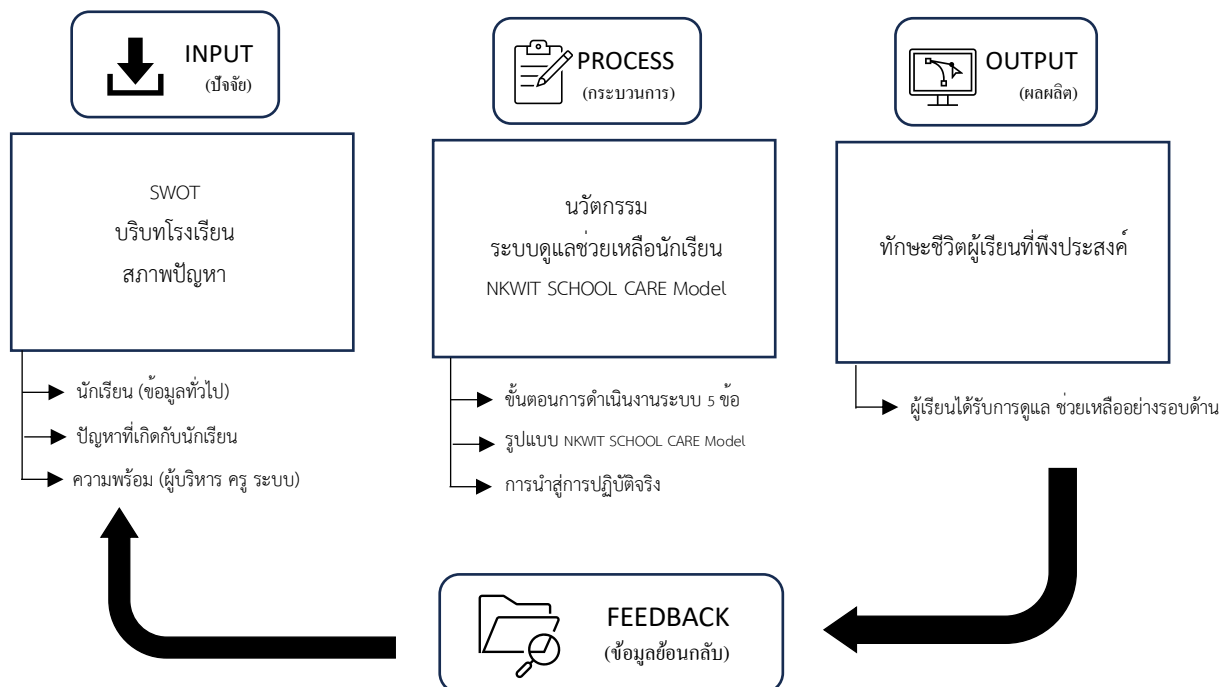 INPUT
(ปัจจัย)
SWOT
บริบทโรงเรียน
สภาพปัญหา
นักเรียน (ข้อมูลทั่วไป)
ปัญหาที่เกิดกับนักเรียน
ความพร้อม (ผู้บริหาร ครู ระบบ)
PROCESS
(กระบวนการ)
นวัตกรรม
ระบบดูแลช่วยเหลือนักเรียน
NKWIT SCHOOL CARE Model
ขั้นตอนการดำเนินงานระบบ 5 ข้อ
รูปแบบ NKWIT SCHOOL CARE Model
การนำสู่การปฏิบัติจริง
OUTPUT
(ผลผลิต)
ทักษะชีวิตผู้เรียนที่พึงประสงค์
ผู้เรียนได้รับการดูแล ช่วยเหลืออย่างรอบด้าน
FEEDBACK
(ข้อมูลย้อนกลับ)